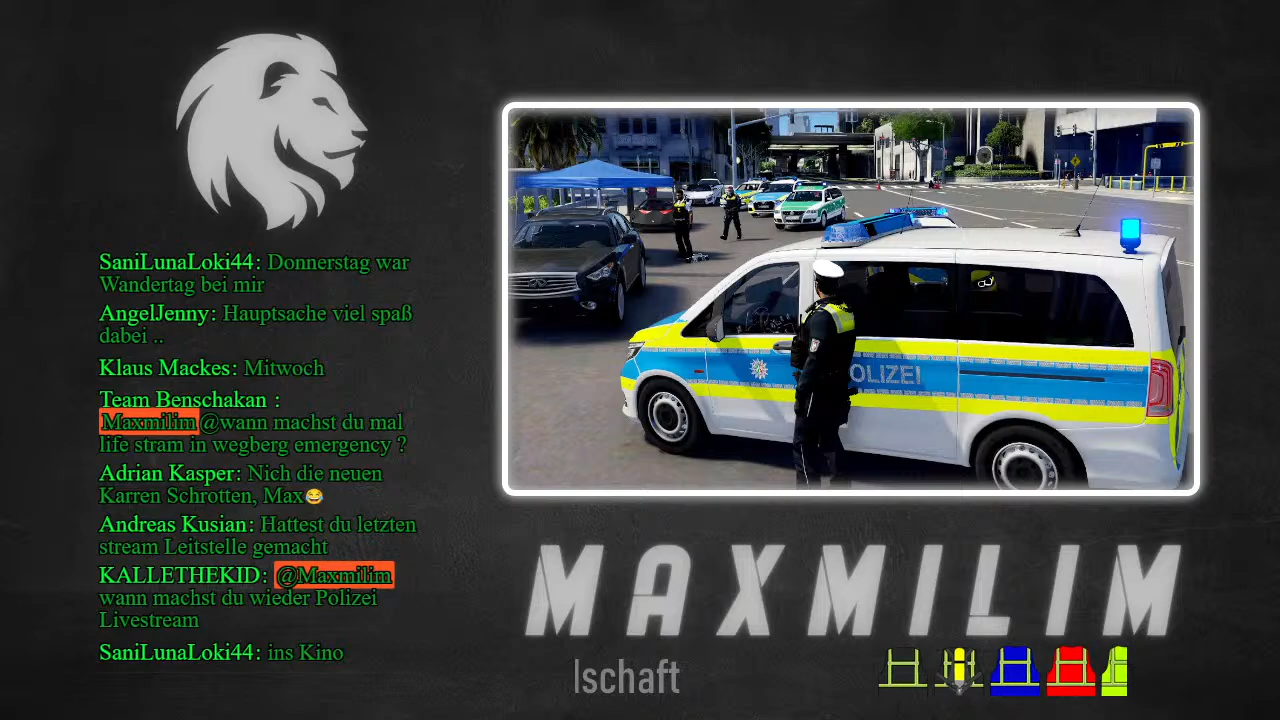 SaniLunaLoki44: Donnerstag war
Wandertag bei mir
AngelJenny: Hauptsache viel spaß
dabei ..
Klaus Mackes: Mittwoch
Team Benschakan :
Maxmilim @wann machst du mal
life stram in wegberg emergency ?
Adrian Kasper: Nich die neuen
Karren Schrotten, Max😂
Andreas Kusian: Hattest du letzten
stream Leitstelle gemacht
KALLETHEKID: @Maxmilim
wann machst du wieder Polizei
Livestream
SaniLunaLoki44: ins Kino
OLIZEI
MAXMILIM
lschaft